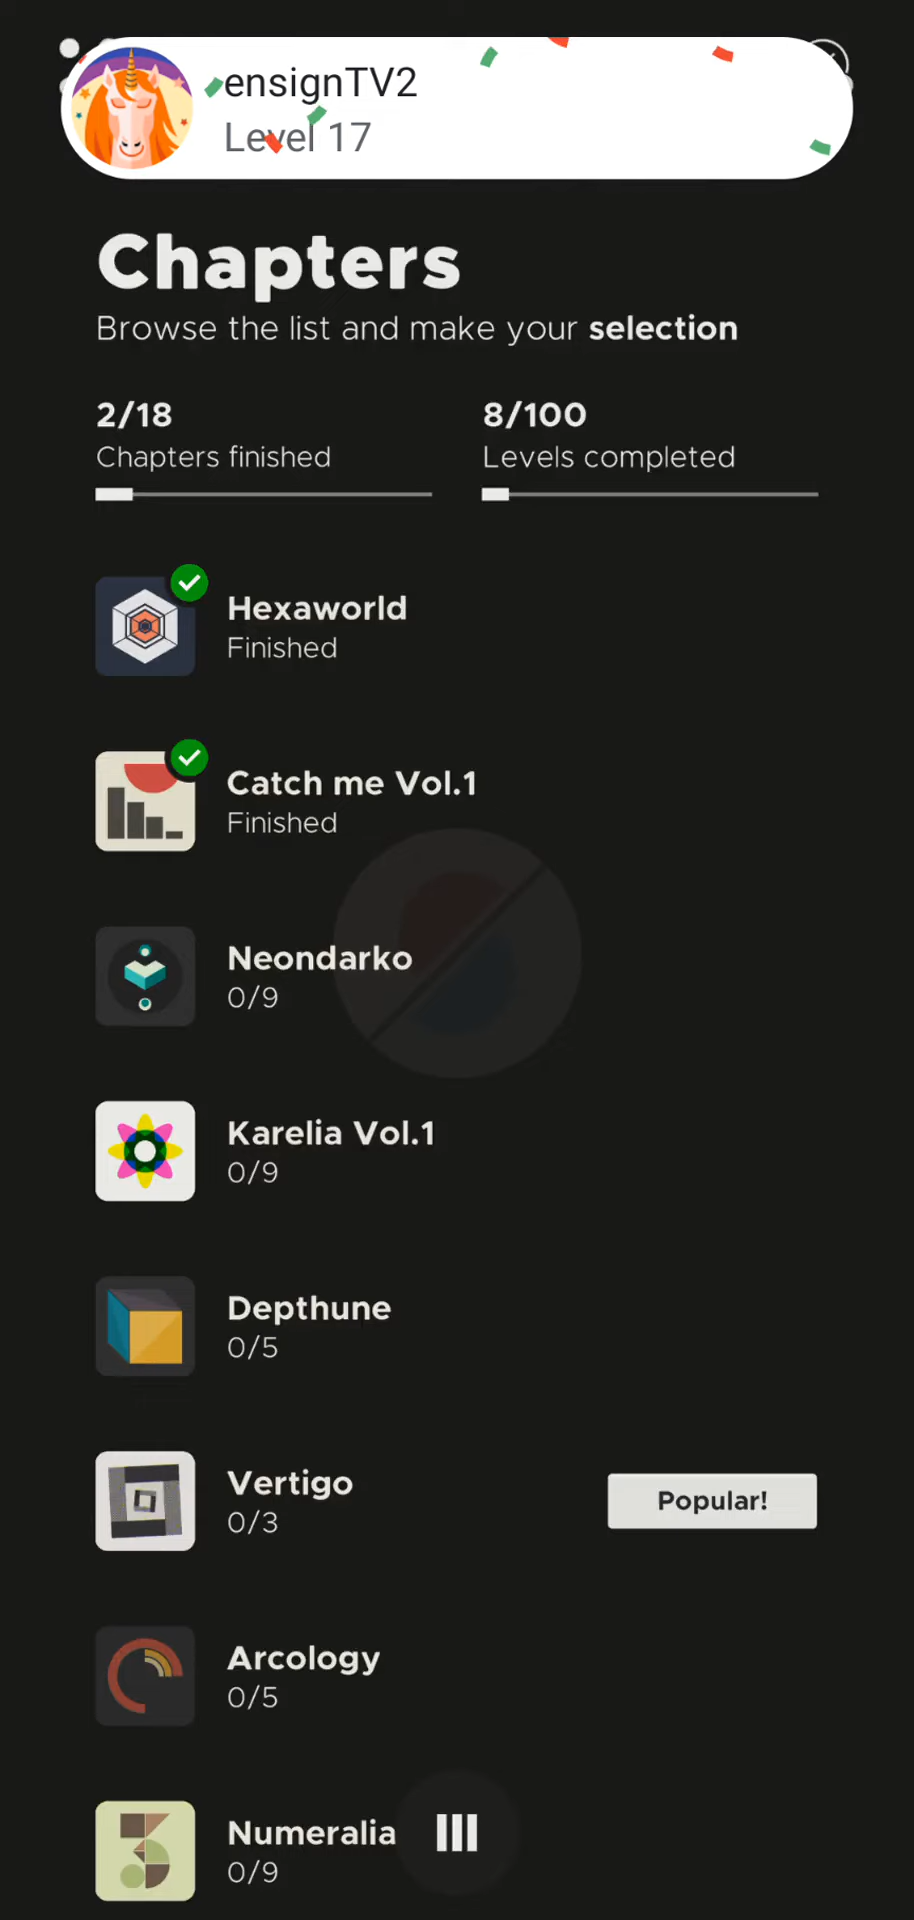 ensignTV2
Level 17
Chapters
Browse the list and make your selection
2/18
Chapters finished
8/100
Levels completed
Hexaworld
Finished
Catch me Vol.1
Finished
Neondarko
0/9
Karelia Vol.1
0/9
Depthune
0/5
Vertigo
0/3
Popular!
Arcology
0/5
Numeralia
0/9